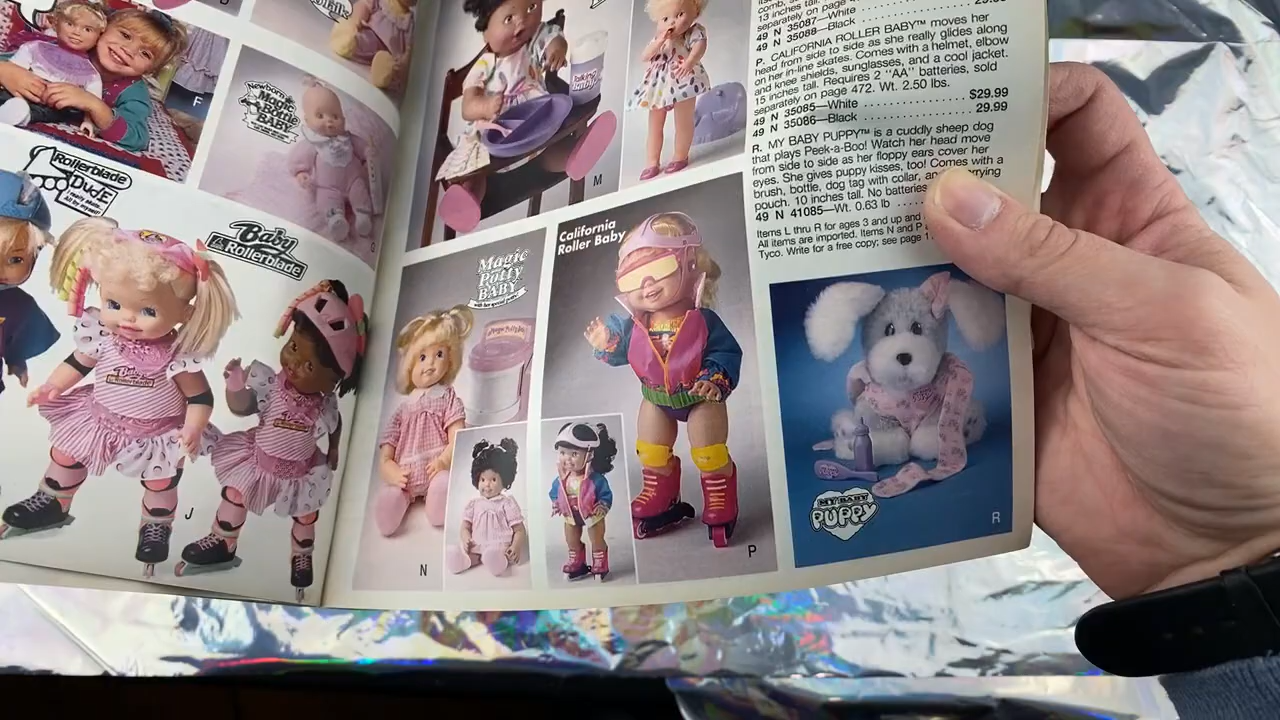 F
Newborn
Magic
Bottle
BABY
Rollerblade
Dude
Baby
Rollerblade
Baby
Rollerblade
J
Talking
Baby
M
13 inches tall.
separately on page
49 N 35087—White
49 N 35088—Black
P. CALIFORNIA ROLLER BABY™ moves her
head from side to side as she really glides along
on her in-line skates. Comes with a helmet, elbow
and knee shields, sunglasses, and a cool jacket.
15 inches tall. Requires 2 "AA" batteries, sold
separately on page 472. Wt. 2.50 lbs.
49 N 35085—White $29.99
49 N 35086—Black 29.99
R. MY BABY PUPPY™ is a cuddly sheep dog
that plays Peek-a-Boo! Watch her head move
from side to side as her floppy ears cover her
eyes. She gives puppy kisses, too! Comes with a
brush, bottle, dog tag with collar, and
pouch. 10 inches tall. No batteries
49 N 41085—Wt. 0.63 lb
Items L thru R for ages 3 and up and
All items are imported. Items N and P
Tyco. Write for a free copy; see page
Magic
Potty
BABY
N
California
Roller Baby
P
MY BABY
PUPPY
R